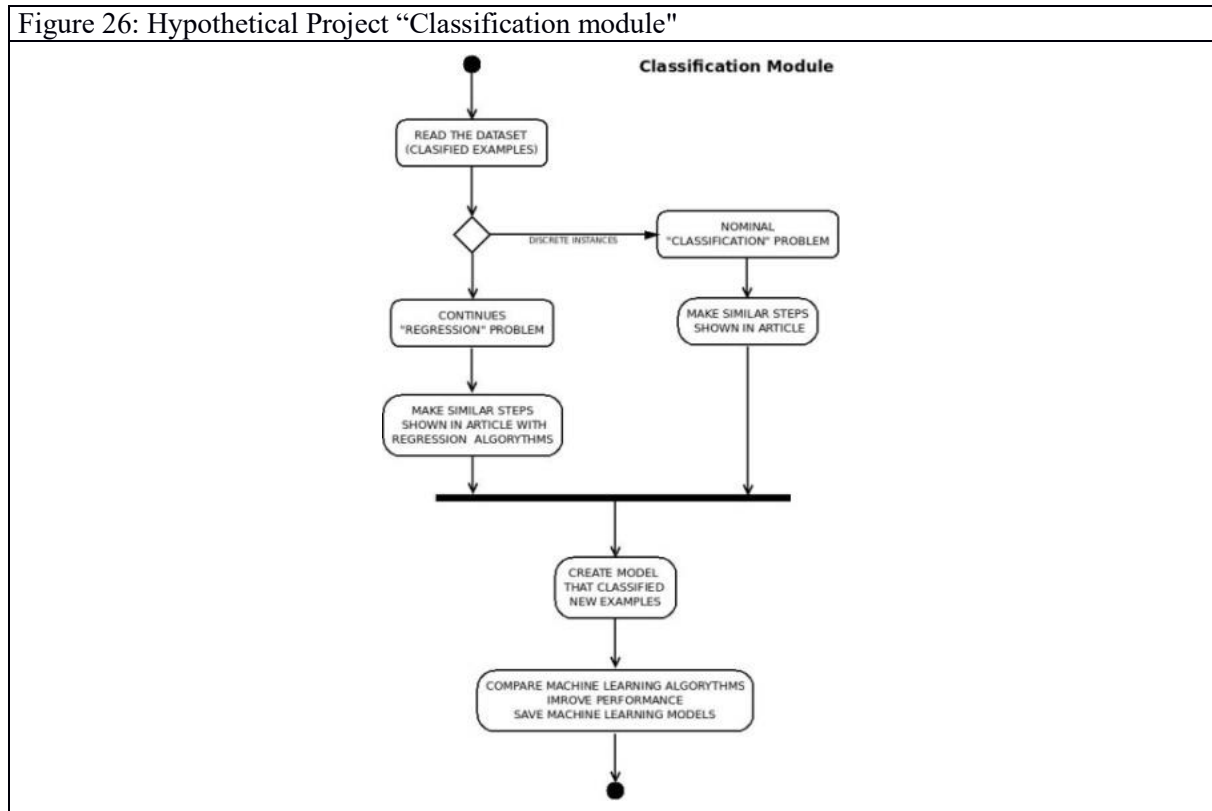 Figure 26: Hypothetical Project “Classification module"
Classification Module
READ THE DATASET
(CLASIFIED EXAMPLES)
DISCRETE INSTANCES
NOMINAL
"CLASSIFICATION" PROBLEM
CONTINUES
"REGRESSION" PROBLEM
MAKE SIMILAR STEPS
SHOWN IN ARTICLE
MAKE SIMILAR STEPS
SHOWN IN ARTICLE WITH
REGRESSION ALGORYTHMS
CREATE MODEL
THAT CLASSIFIED
NEW EXAMPLES
COMPARE MACHINE LEARNING ALGORYTHMS
IMROVE PERFORMANCE
SAVE MACHINE LEARNING MODELS